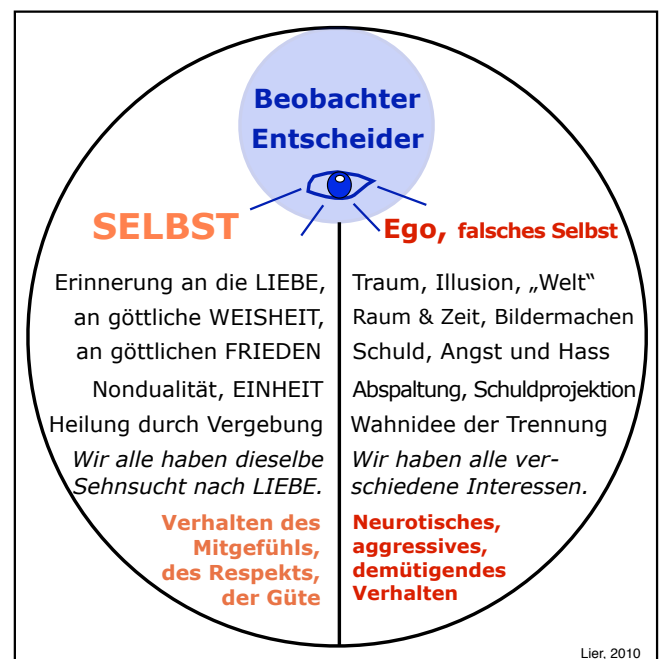 Beobachter
Entscheider
SELBST
Erinnerung an die LIEBE,
an göttliche WEISHEIT,
an göttlichen FRIEDEN
Nondualität, EINHEIT
Heilung durch Vergebung
Wir alle haben dieselbe
Sehnsucht nach LIEBE.
Verhalten des
Mitgefühls,
des Respekts,
der Güte
Ego, falsches Selbst
Traum, Illusion, „Welt“
Raum & Zeit, Bildermachen
Schuld, Angst und Hass
Abspaltung, Schuldprojektion
Wahnidee der Trennung
Wir haben alle ver-
schiedene Interessen.
Neurotisches,
aggressives,
demütigendes
Verhalten
Lier, 2010